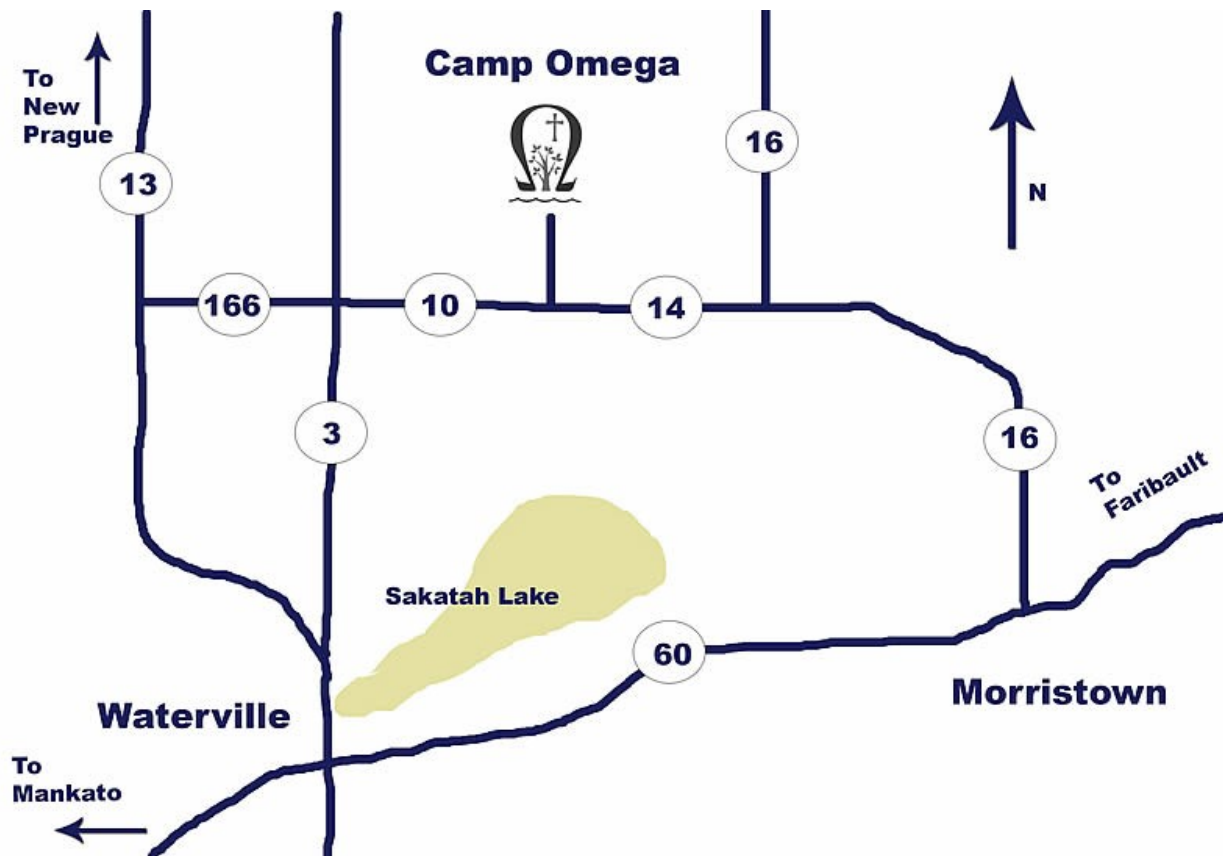 Camp Omega
To
New
Prague
13
16
N
166
10
14
3
16
To
Faribault
Sakatah Lake
60
Waterville
Morristown
To
Mankato